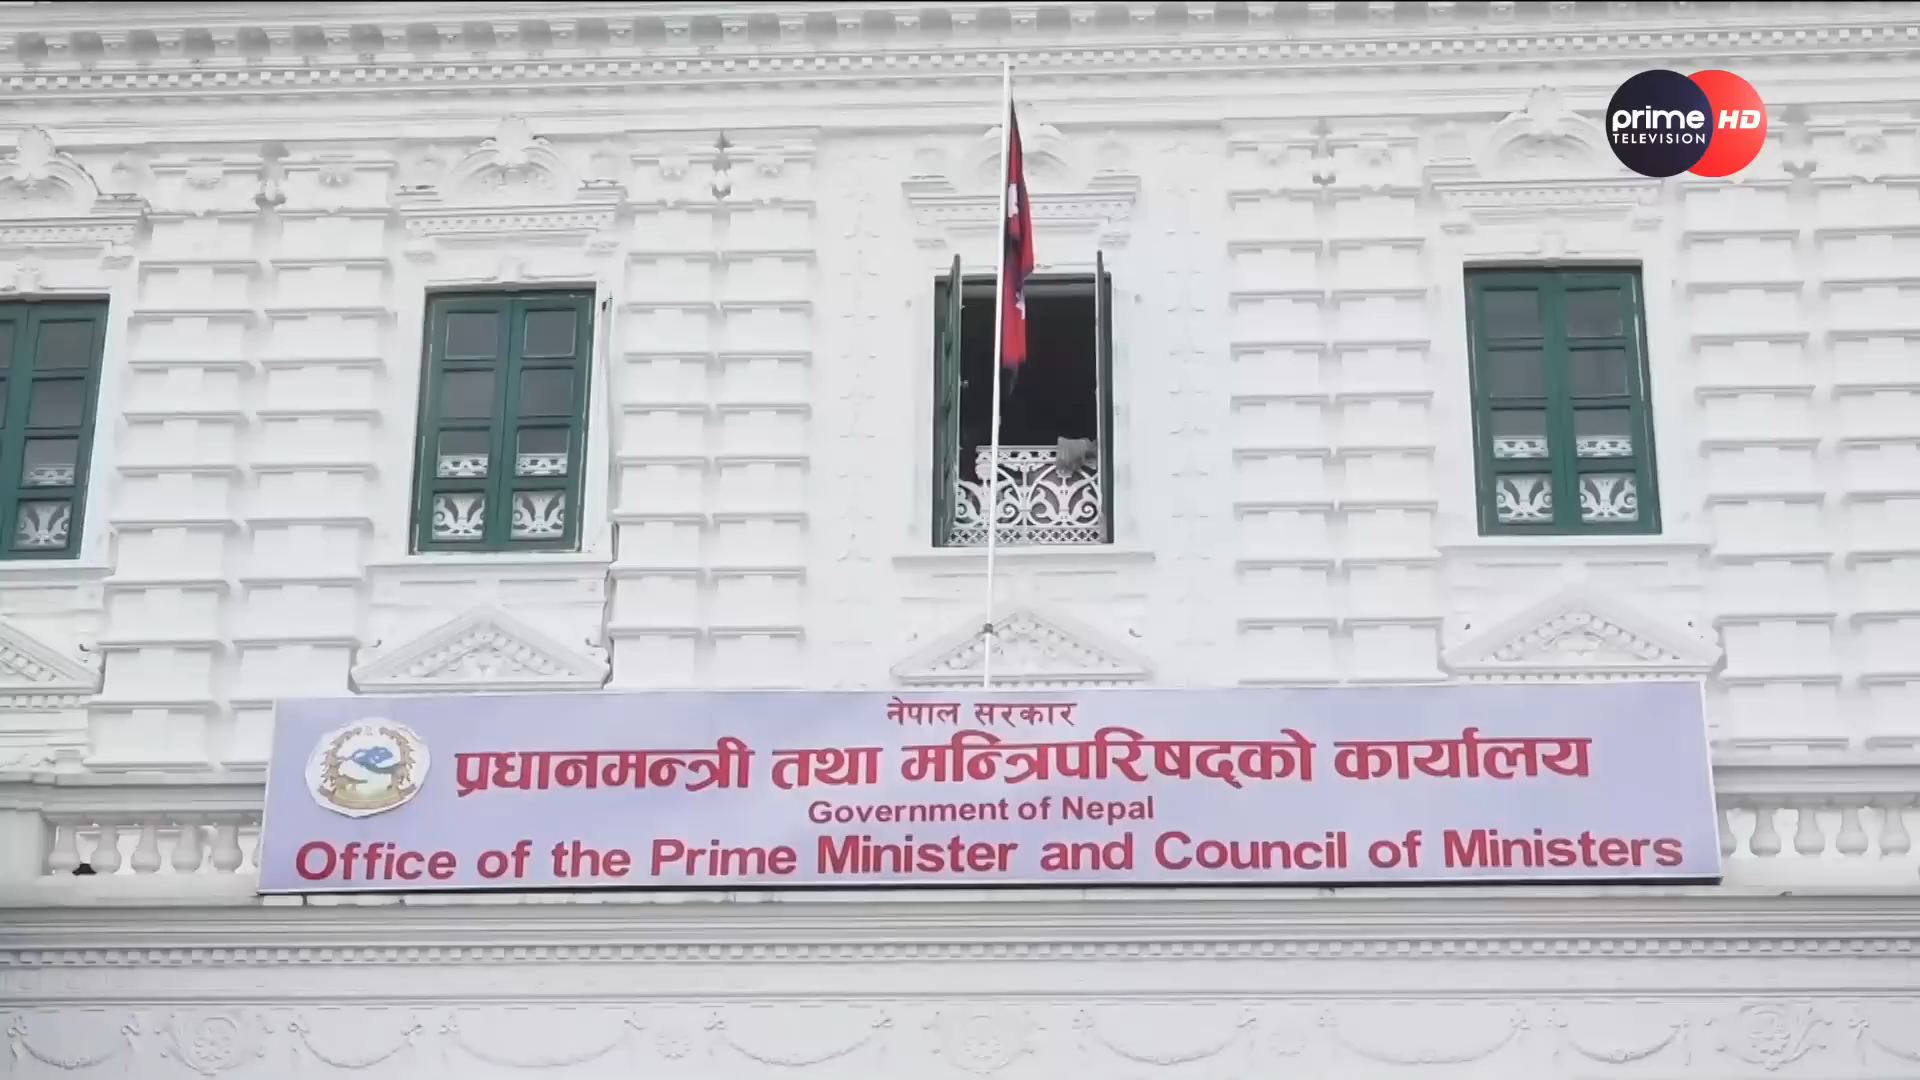 prime HD
TELEVISION
नेपाल सरकार
प्रधानमन्त्री तथा मन्त्रिपरिषद्को कार्यालय
Government of Nepal
Office of the Prime Minister and Council of Ministers